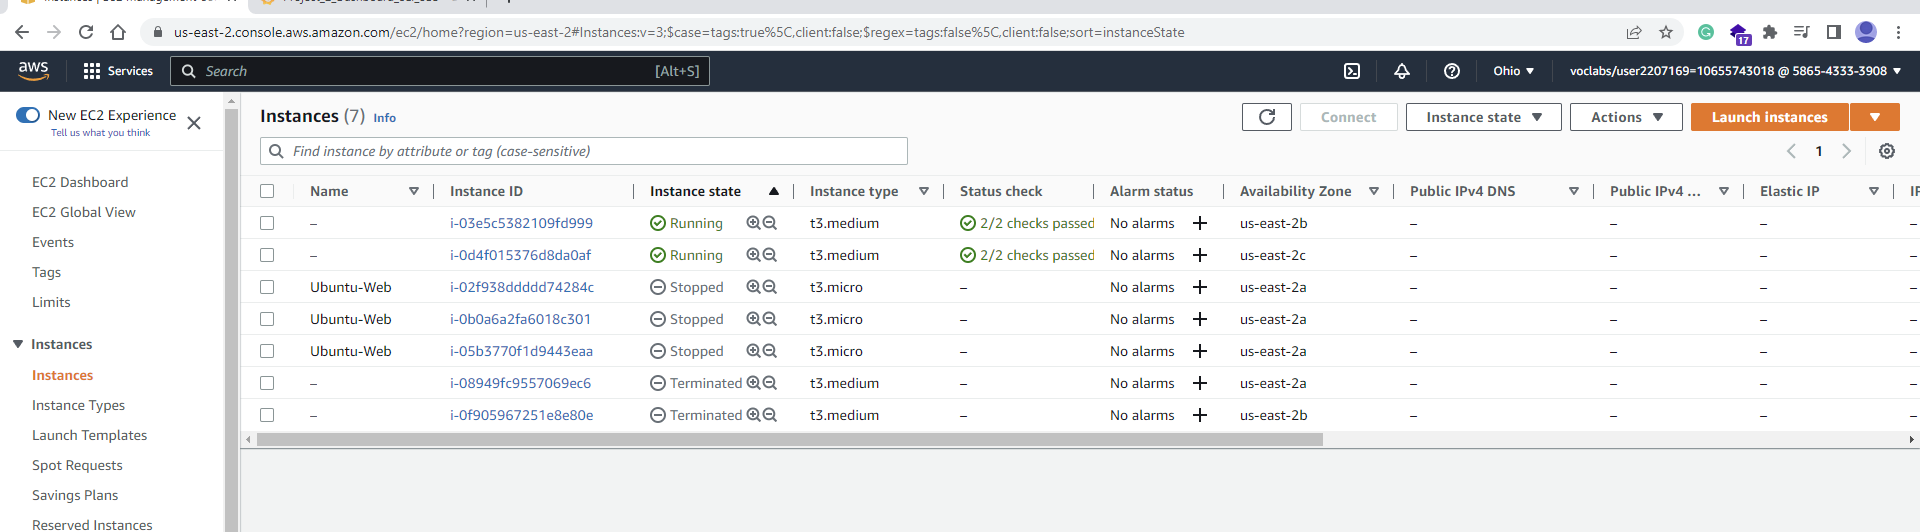 us-east-2.console.aws.amazon.com/ec2/home?region=us-east-2#Instances:v=3;$case=tags:true%5C,client:false;$regex=tags:false%5C,client:false;sort=instanceState
17
aws Services Search [Alt+S] Ohio voclabs/user2207169=10655743018 @ 5865-4333-3908
New EC2 Experience
Tell us what you think
EC2 Dashboard
EC2 Global View
Events
Tags
Limits
Instances
Instances
Instance Types
Launch Templates
Spot Requests
Savings Plans
Reserved Instances
Instances (7) Info Connect Instance state Actions Launch instances
Find instance by attribute or tag (case-sensitive) 1
Name Instance ID Instance state Instance type Status check Alarm status Availability Zone Public IPv4 DNS Public IPv4 ... Elastic IP
– i-03e5c5382109fd999 Running t3.medium 2/2 checks passed No alarms + us-east-2b – – – –
– i-0d4f015376d8da0af Running t3.medium 2/2 checks passed No alarms + us-east-2c – – – –
Ubuntu-Web i-02f938ddddd74284c Stopped t3.micro – No alarms + us-east-2a – – – –
Ubuntu-Web i-0b0a6a2fa6018c301 Stopped t3.micro – No alarms + us-east-2a – – – –
Ubuntu-Web i-05b3770f1d9443eaa Stopped t3.micro – No alarms + us-east-2a – – – –
– i-08949fc9557069ec6 Terminated t3.medium – No alarms + us-east-2a – – – –
– i-0f905967251e8e80e Terminated t3.medium – No alarms + us-east-2b – – – –